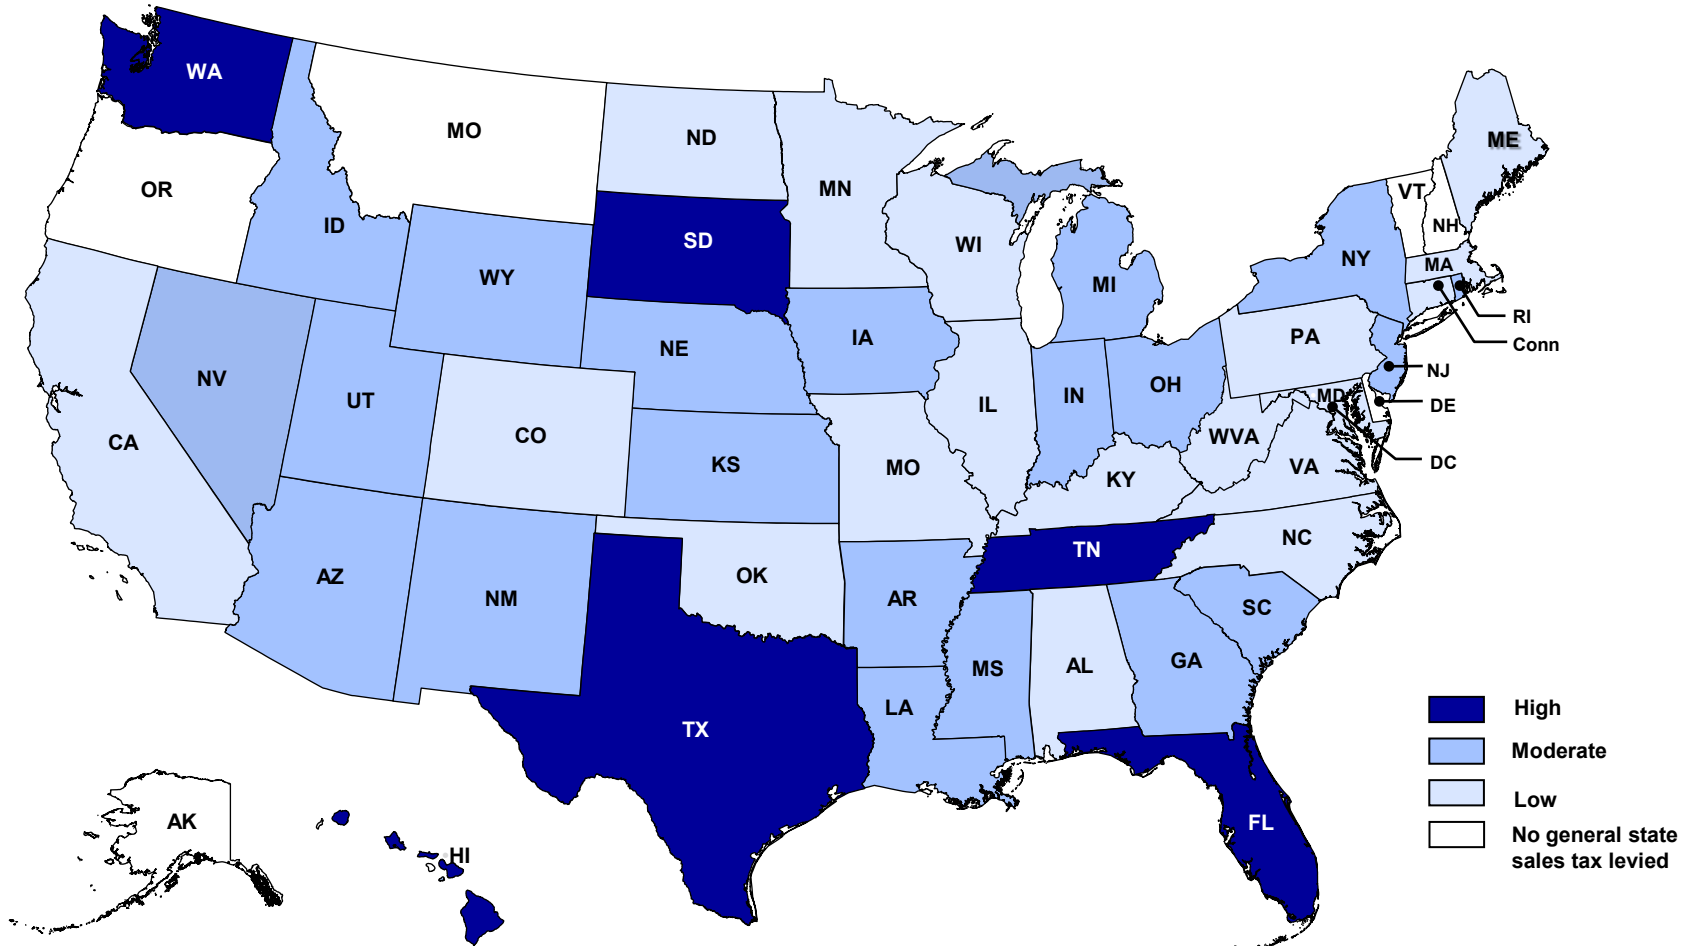 WA
MO
ND
MN
ME
OR
ID
SD
WI
VT
NH
NY
MA
MI
WY
RI
Conn
IA
PA
NE
NV
NJ
UT
OH
IN
IL
MD
DE
CO
WVA
CA
KS
MO
VA
DC
KY
TN
NC
AZ
OK
NM
AR
SC
MS
AL
GA
LA
TX
High
Moderate
Low
AK
FL
HI
No general state
sales tax levied